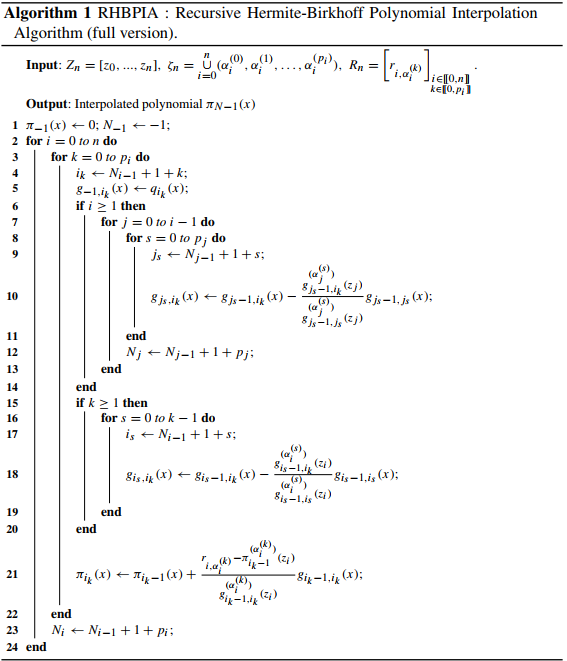 Algorithm 1 RHBPIA : Recursive Hermite-Birkhoff Polynomial Interpolation
Algorithm (full version).
Input: $Z_n = [z_0, ..., z_n]$, $\zeta_n = \bigcup_{i=0}^{n} (\alpha_i^{(0)}, \alpha_i^{(1)}, \ldots, \alpha_i^{(p_i)})$, $R_n = \left[ r_{i,\alpha_i^{(k)}} \right]_{\substack{i \in [\![0,n]\!] \\ k \in [\![0,p_i]\!]}}$.
Output: Interpolated polynomial $\pi_{N-1}(x)$
1 $\pi_{-1}(x) \leftarrow 0$; $N_{-1} \leftarrow -1$;
2 for $i = 0$ to $n$ do
3 for $k = 0$ to $p_i$ do
4 $i_k \leftarrow N_{i-1} + 1 + k$;
5 $g_{-1,i_k}(x) \leftarrow q_{i_k}(x)$;
6 if $i \geq 1$ then
7 for $j = 0$ to $i - 1$ do
8 for $s = 0$ to $p_j$ do
9 $j_s \leftarrow N_{j-1} + 1 + s$;
10 $g_{j_s,i_k}(x) \leftarrow g_{j_s-1,i_k}(x) - \frac{g_{j_s-1,i_k}^{(\alpha_j^{(s)})}(z_j)}{g_{j_s-1,j_s}^{(\alpha_j^{(s)})}(z_j)} g_{j_s-1,j_s}(x)$;
11 end
12 $N_j \leftarrow N_{j-1} + 1 + p_j$;
13 end
14 end
15 if $k \geq 1$ then
16 for $s = 0$ to $k - 1$ do
17 $i_s \leftarrow N_{i-1} + 1 + s$;
18 $g_{i_s,i_k}(x) \leftarrow g_{i_s-1,i_k}(x) - \frac{g_{i_s-1,i_k}^{(\alpha_i^{(s)})}(z_i)}{g_{i_s-1,i_s}^{(\alpha_i^{(s)})}(z_i)} g_{i_s-1,i_s}(x)$;
19 end
20 end
21 $\pi_{i_k}(x) \leftarrow \pi_{i_k-1}(x) + \frac{r_{i,\alpha_i^{(k)}} - \pi_{i_k-1}^{(\alpha_i^{(k)})}(z_i)}{g_{i_k-1,i_k}^{(\alpha_i^{(k)})}(z_i)} g_{i_k-1,i_k}(x)$;
22 end
23 $N_i \leftarrow N_{i-1} + 1 + p_i$;
24 end